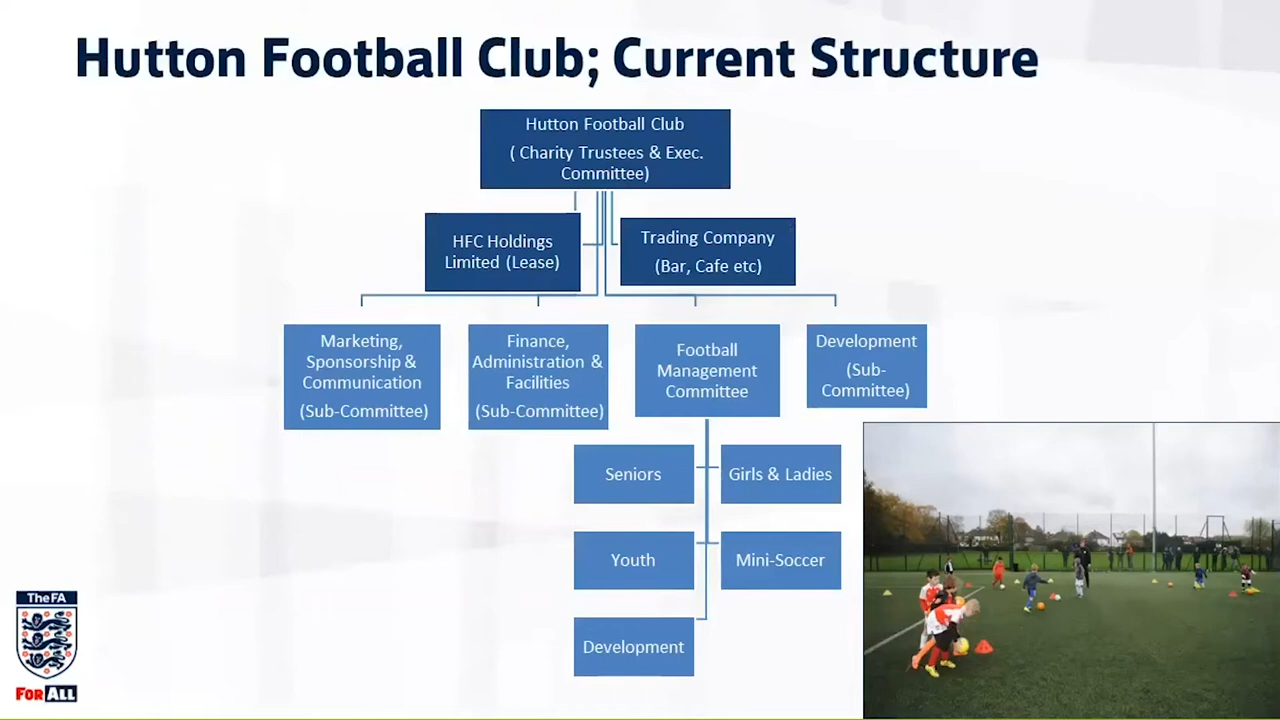 Hutton Football Club; Current Structure
Hutton Football Club
( Charity Trustees & Exec.
Committee)
HFC Holdings
Limited (Lease)
Trading Company
(Bar, Cafe etc)
Marketing,
Sponsorship &
Communication
(Sub-Committee)
Finance,
Administration &
Facilities
(Sub-Committee)
Football
Management
Committee
Development
(Sub-
Committee)
Seniors
Girls & Ladies
Youth
Mini-Soccer
Development
The FA
FOR ALL